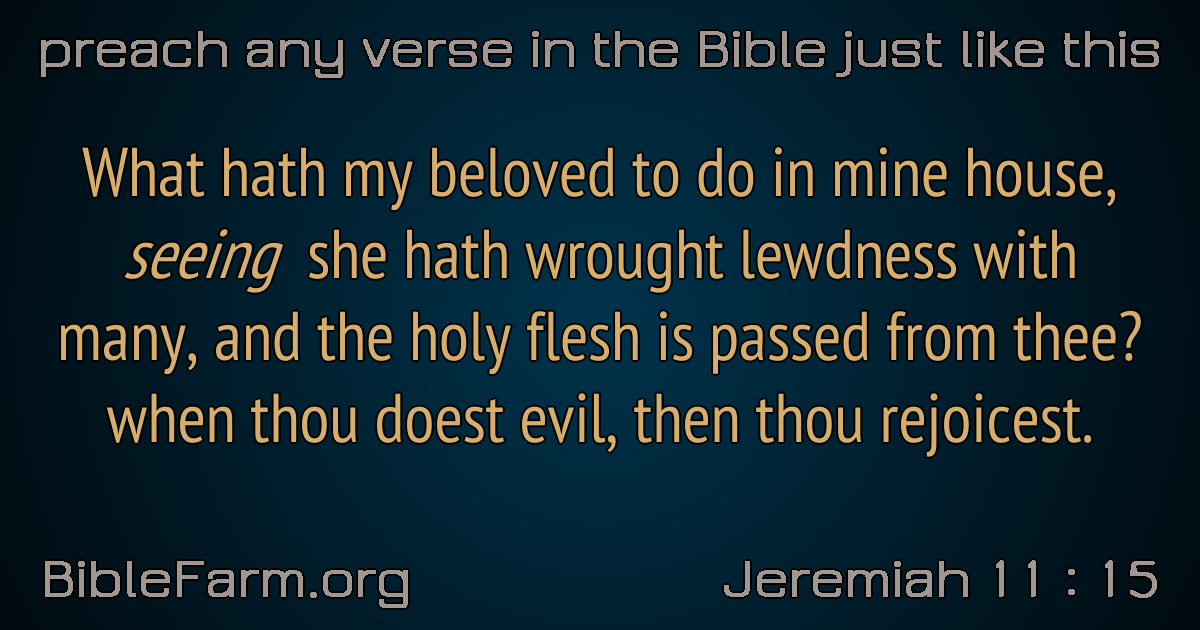 preach any verse in the Bible just like this
What hath my beloved to do in mine house,
seeing she hath wrought lewdness with
many, and the holy flesh is passed from thee?
when thou doest evil, then thou rejoicest.
BibleFarm.org
Jeremiah 11 : 15